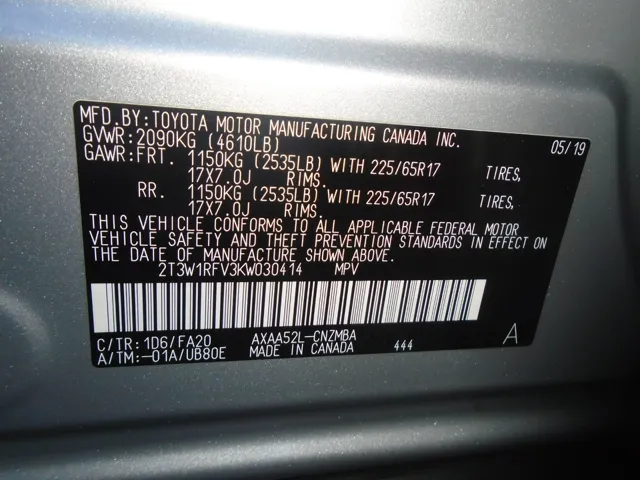 MFD.BY:TOYOTA MOTOR MANUFACTURING CANADA INC.
GVWR:2090KG (4610LB) 05/19
GAWR:FRT. 1150KG (2535LB) WITH 225/65R17 TIRES,
17X7.0J RIMS.
RR. 1150KG (2535LB) WITH 225/65R17 TIRES,
17X7.0J RIMS.
THIS VEHICLE CONFORMS TO ALL APPLICABLE FEDERAL MOTOR
VEHICLE SAFETY AND THEFT PREVENTION STANDARDS IN EFFECT ON
THE DATE OF MANUFACTURE SHOWN ABOVE.
2T3W1RFV3KW030414 MPV
C/TR:1D6/FA20 AXAA52L-CNZMBA
A/TM:-01A/UB80E MADE IN CANADA 444 A